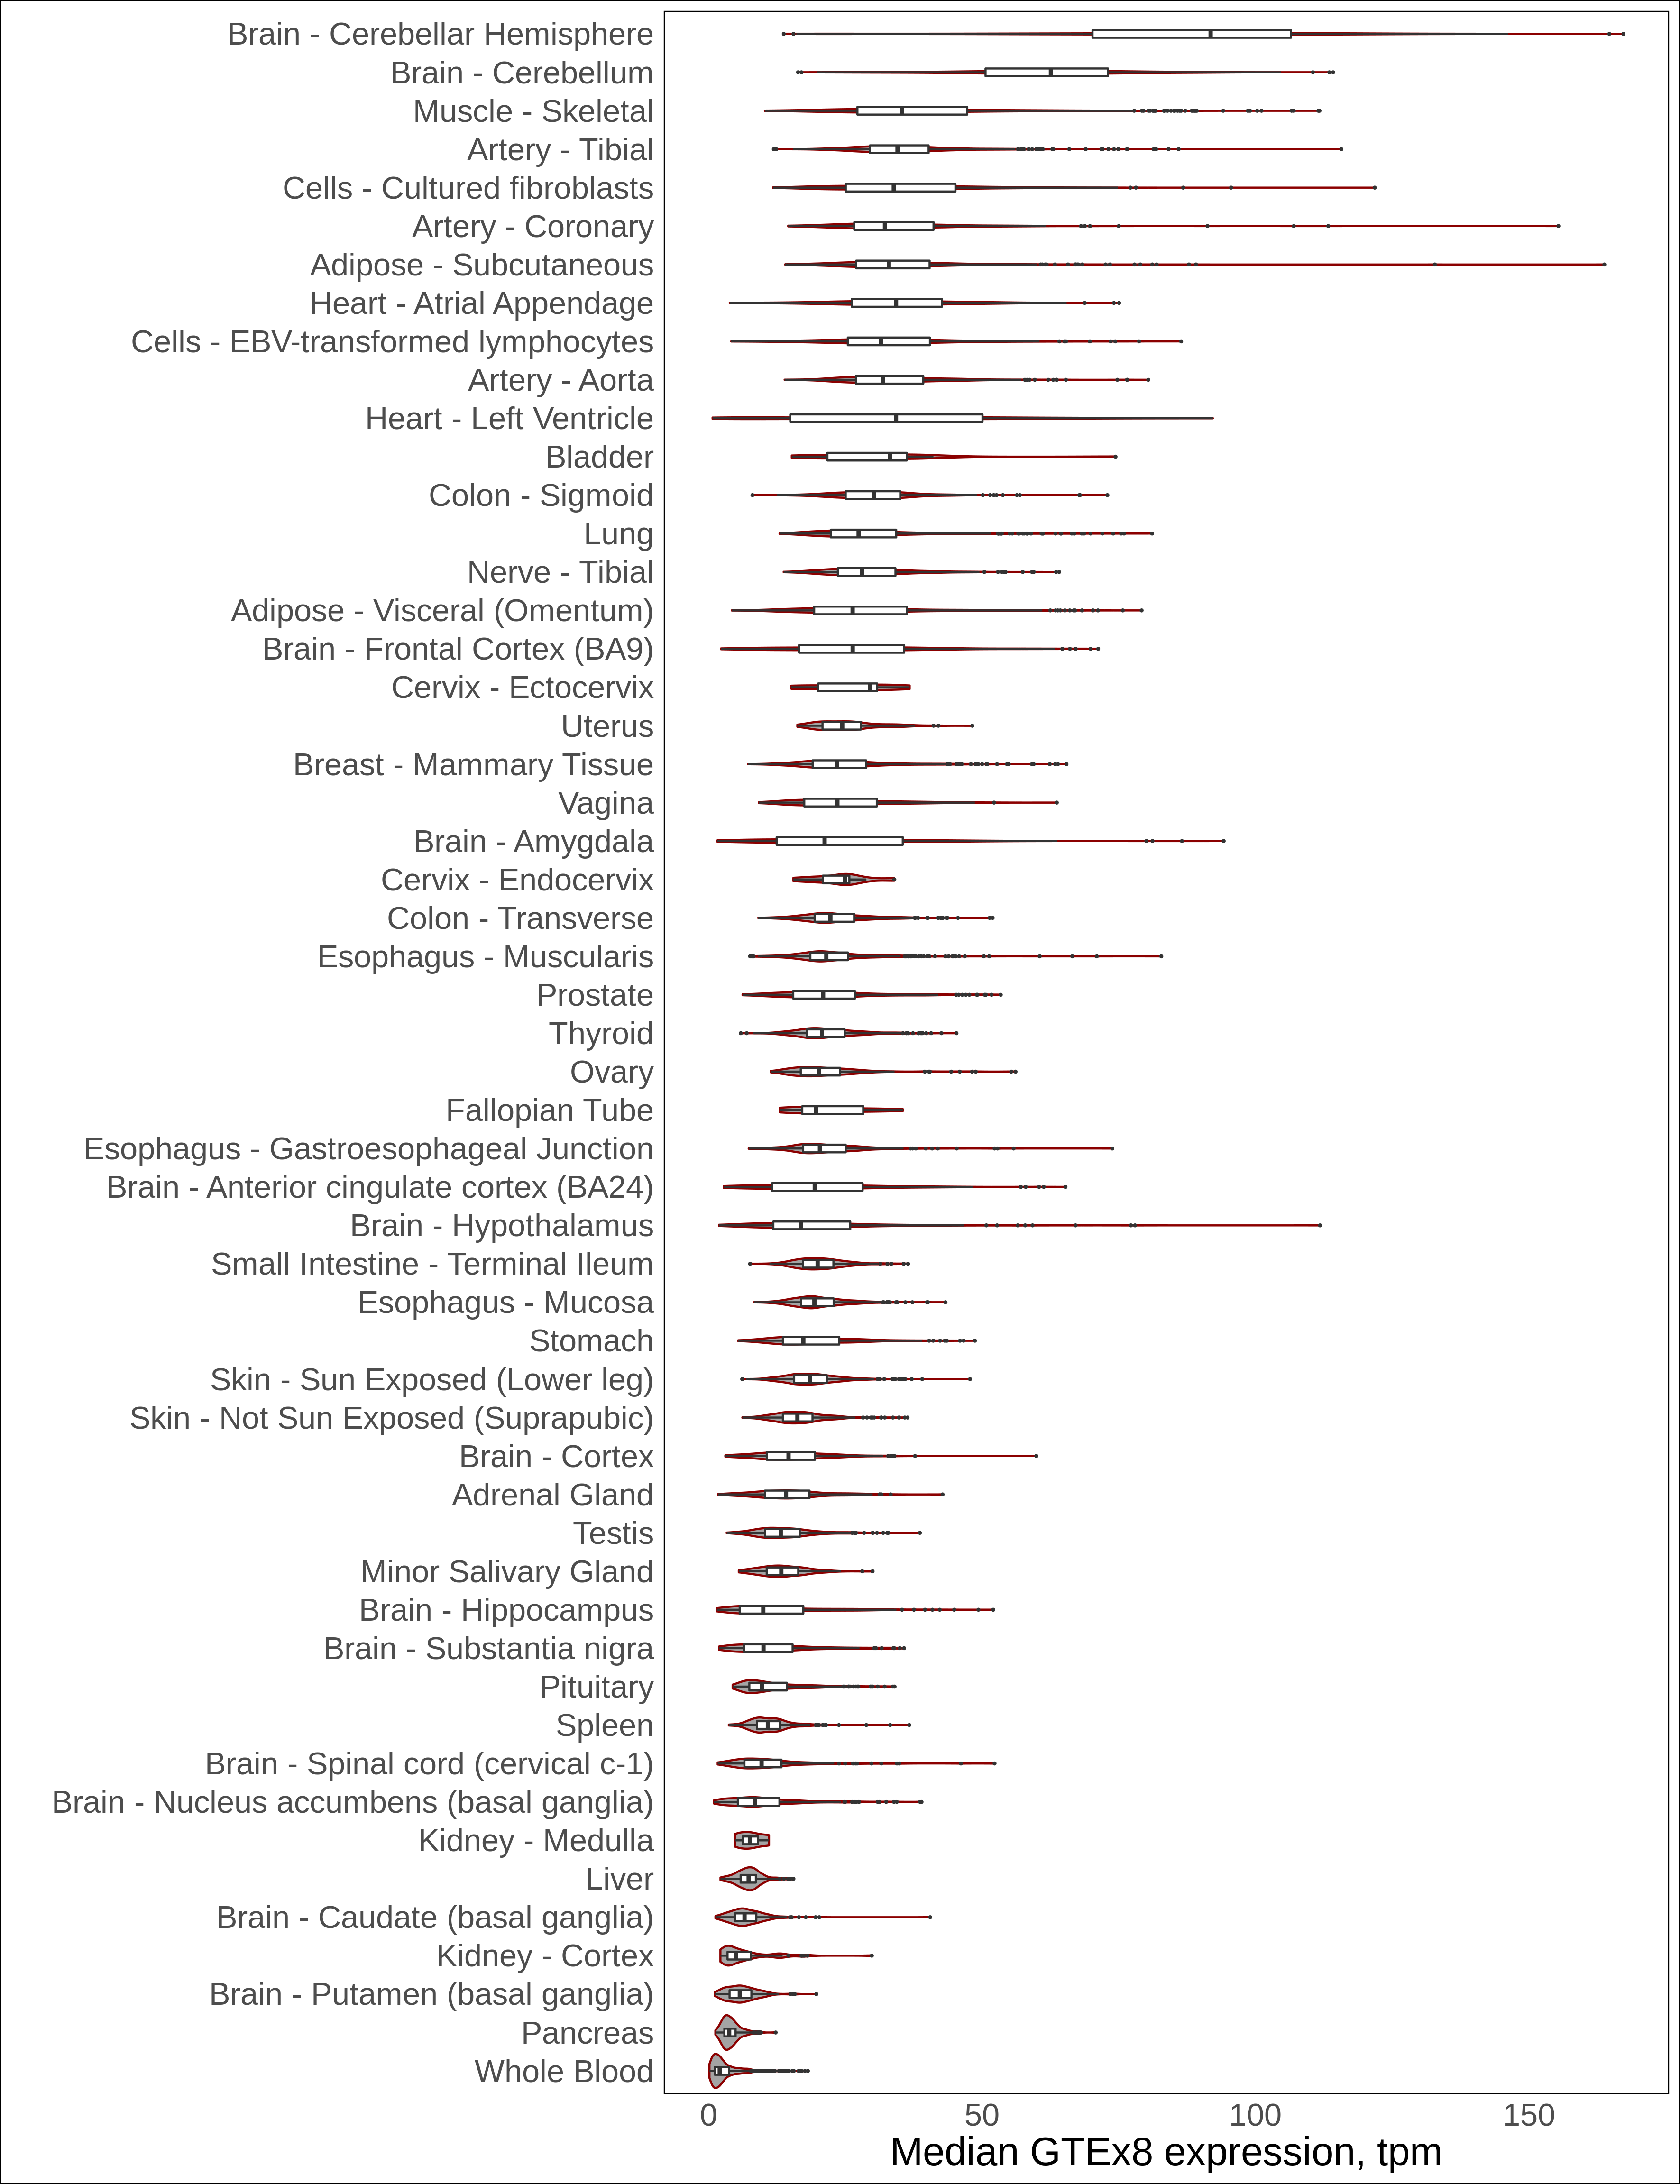 Brain - Cerebellar Hemisphere
Brain - Cerebellum
Muscle - Skeletal
Artery - Tibial
Cells - Cultured fibroblasts
Artery - Coronary
Adipose - Subcutaneous
Heart - Atrial Appendage
Cells - EBV-transformed lymphocytes
Artery - Aorta
Heart - Left Ventricle
Bladder
Colon - Sigmoid
Lung
Nerve - Tibial
Adipose - Visceral (Omentum)
Brain - Frontal Cortex (BA9)
Cervix - Ectocervix
Uterus
Breast - Mammary Tissue
Vagina
Brain - Amygdala
Cervix - Endocervix
Colon - Transverse
Esophagus - Muscularis
Prostate
Thyroid
Ovary
Fallopian Tube
Esophagus - Gastroesophageal Junction
Brain - Anterior cingulate cortex (BA24)
Brain - Hypothalamus
Small Intestine - Terminal Ileum
Esophagus - Mucosa
Stomach
Skin - Sun Exposed (Lower leg)
Skin - Not Sun Exposed (Suprapubic)
Brain - Cortex
Adrenal Gland
Testis
Minor Salivary Gland
Brain - Hippocampus
Brain - Substantia nigra
Pituitary
Spleen
Brain - Spinal cord (cervical c-1)
Brain - Nucleus accumbens (basal ganglia)
Kidney - Medulla
Liver
Brain - Caudate (basal ganglia)
Kidney - Cortex
Brain - Putamen (basal ganglia)
Pancreas
Whole Blood
0 50 100 150
Median GTEx8 expression, tpm